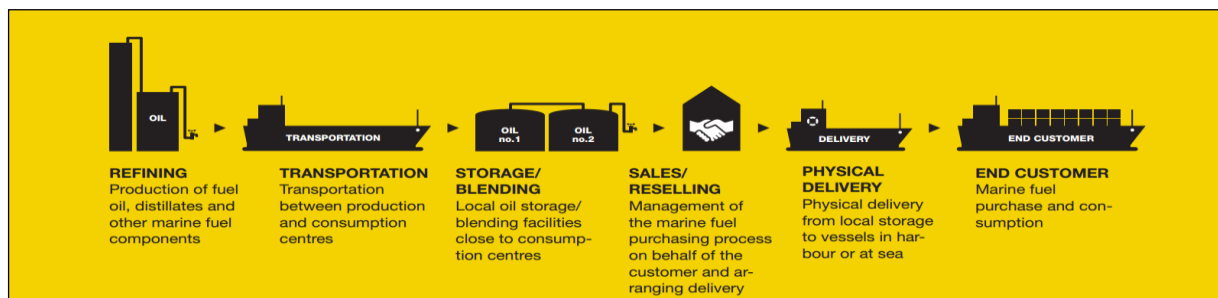 OIL
TRANSPORTATION
OIL
no.1
OIL
no.2
DELIVERY
END CUSTOMER
REFINING
Production of fuel
oil, distillates and
other marine fuel
components
TRANSPORTATION
Transportation
between production
and consumption
centres
STORAGE/
BLENDING
Local oil storage/
blending facilities
close to consump-
tion centres
SALES/
RESELLING
Management of
the marine fuel
purchasing process
on behalf of the
customer and ar-
ranging delivery
PHYSICAL
DELIVERY
Physical delivery
from local storage
to vessels in har-
bour or at sea
END CUSTOMER
Marine fuel
purchase and con-
sumption